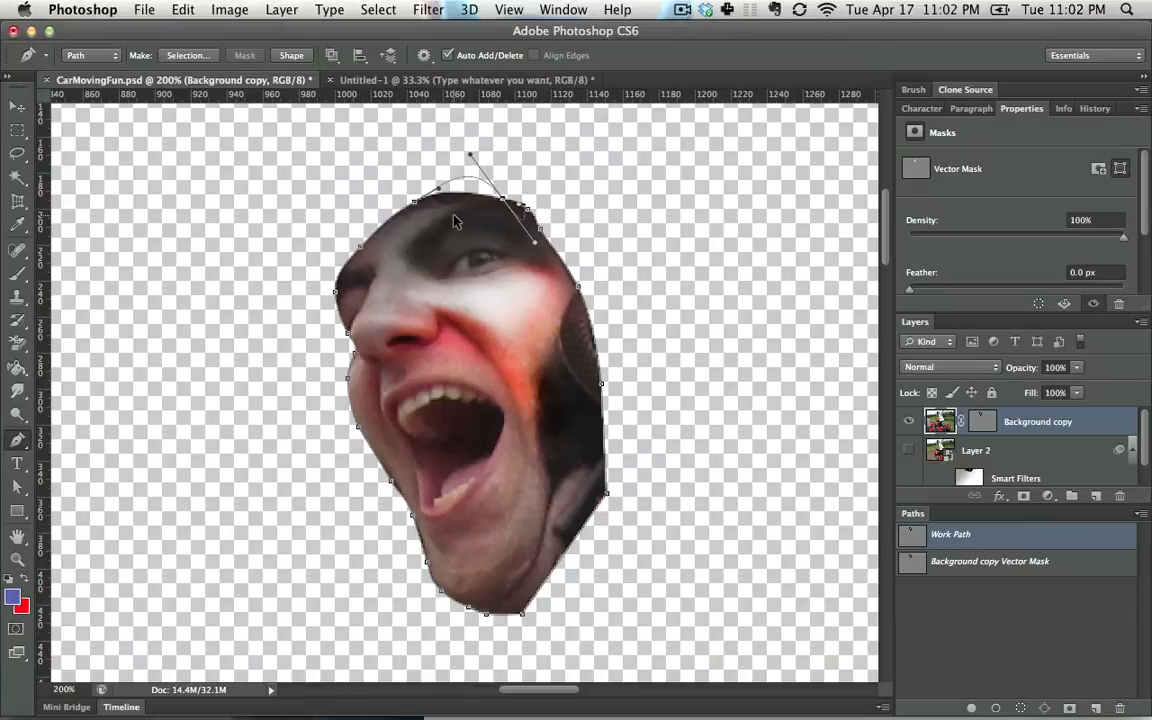 Photoshop File Edit Image Layer Type Select Filter 3D View Window Help Tue Apr 17 11:02 PM Tue 11:02 PM
Adobe Photoshop CS6
Path Make: Selection... Mask Shape Auto Add/Delete Align Edges Essentials
× CarMovingFun.psd @ 200% (Background copy, RGB/8) * × Untitled-1 @ 33.3% (Type whatever you want, RGB/8) *
Brush Clone Source
840 860 880 900 920 940 960 980 1000 1020 1040 1060 1080 1100 1120 1140 1160 1180 1200 1220 1240 1260 1280
Character Paragraph Properties Info History
Masks
Vector Mask
Density: 100%
Feather: 0.0 px
Layers
Kind
Normal Opacity: 100%
Lock: Fill: 100%
Background copy
Layer 2
Smart Filters
fx
Paths
Work Path
Background copy Vector Mask
200% Doc: 14.4M/32.1M
Mini Bridge Timeline